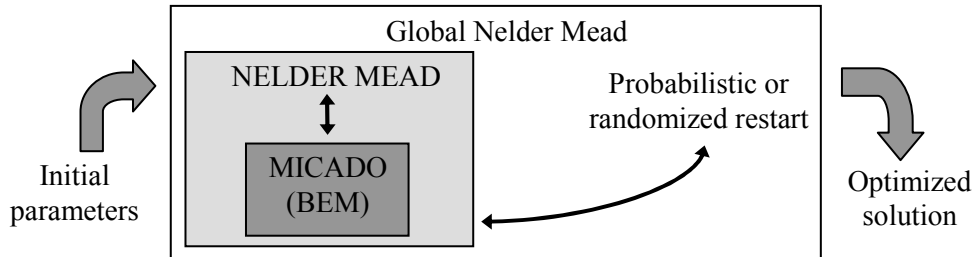 Global Nelder Mead
NELDER MEAD
MICADO
(BEM)
Probabilistic or
randomized restart
Initial
parameters
Optimized
solution